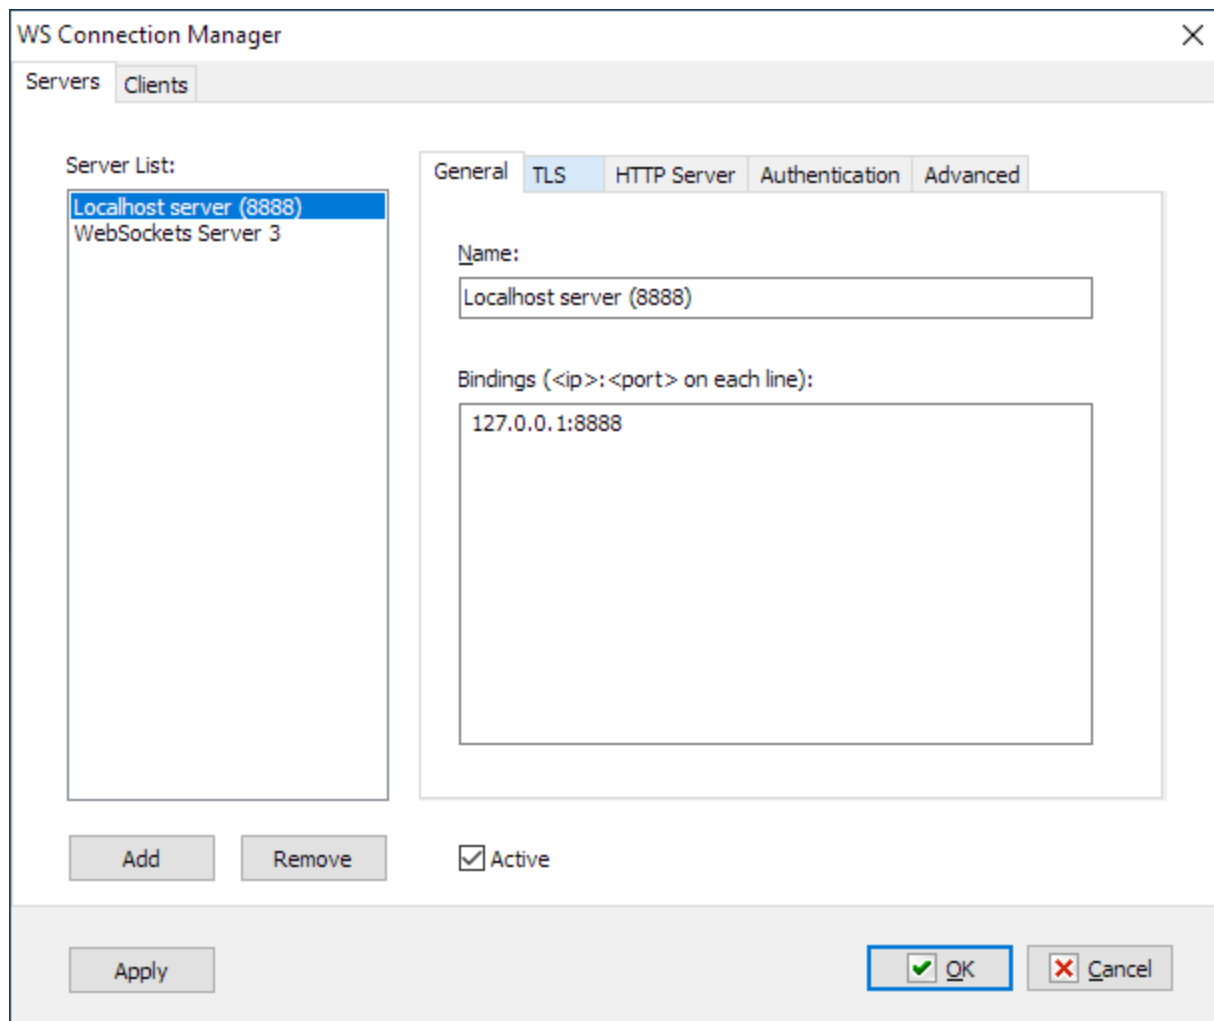 WS Connection Manager
Servers
Clients
Server List:
Localhost server (8888)
WebSockets Server 3
General
TLS
HTTP Server
Authentication
Advanced
Name:
Localhost server (8888)
Bindings (<ip>:<port> on each line):
127.0.0.1:8888
Add
Remove
Active
Apply
OK
Cancel